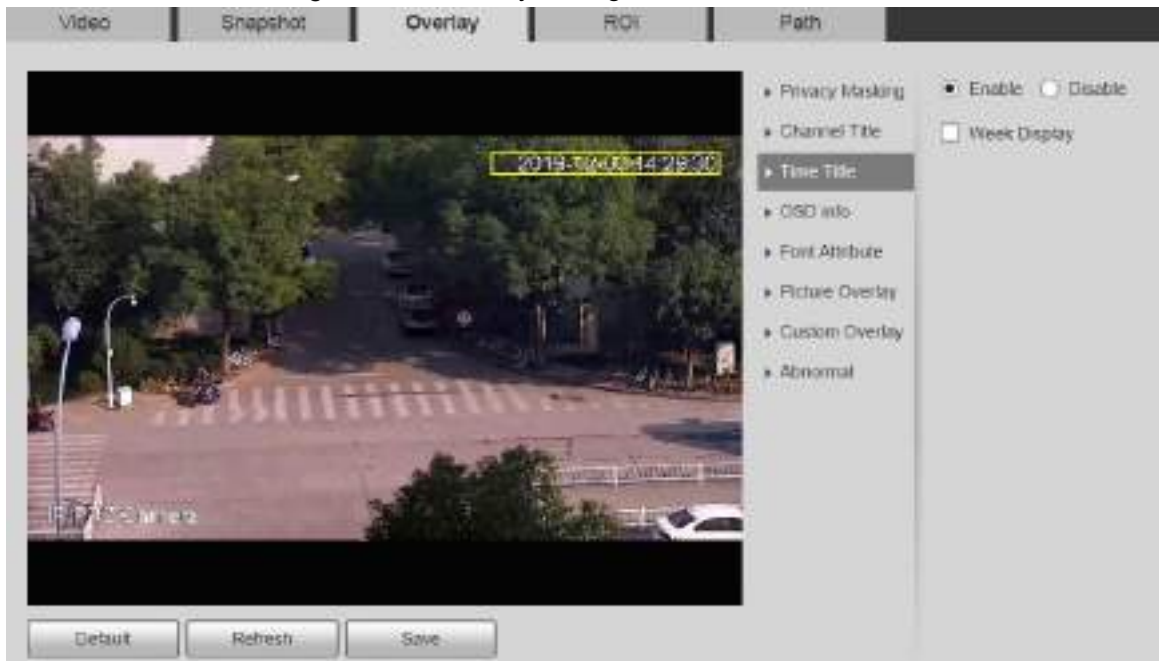 Video Snapshot Overlay ROI Path
Privacy Masking
Channel Title
Time Title
OSD info
Font Attribute
Picture Overlay
Custom Overlay
Abnormal
Enable Disable
Week Display
Camera
Default Refresh Save